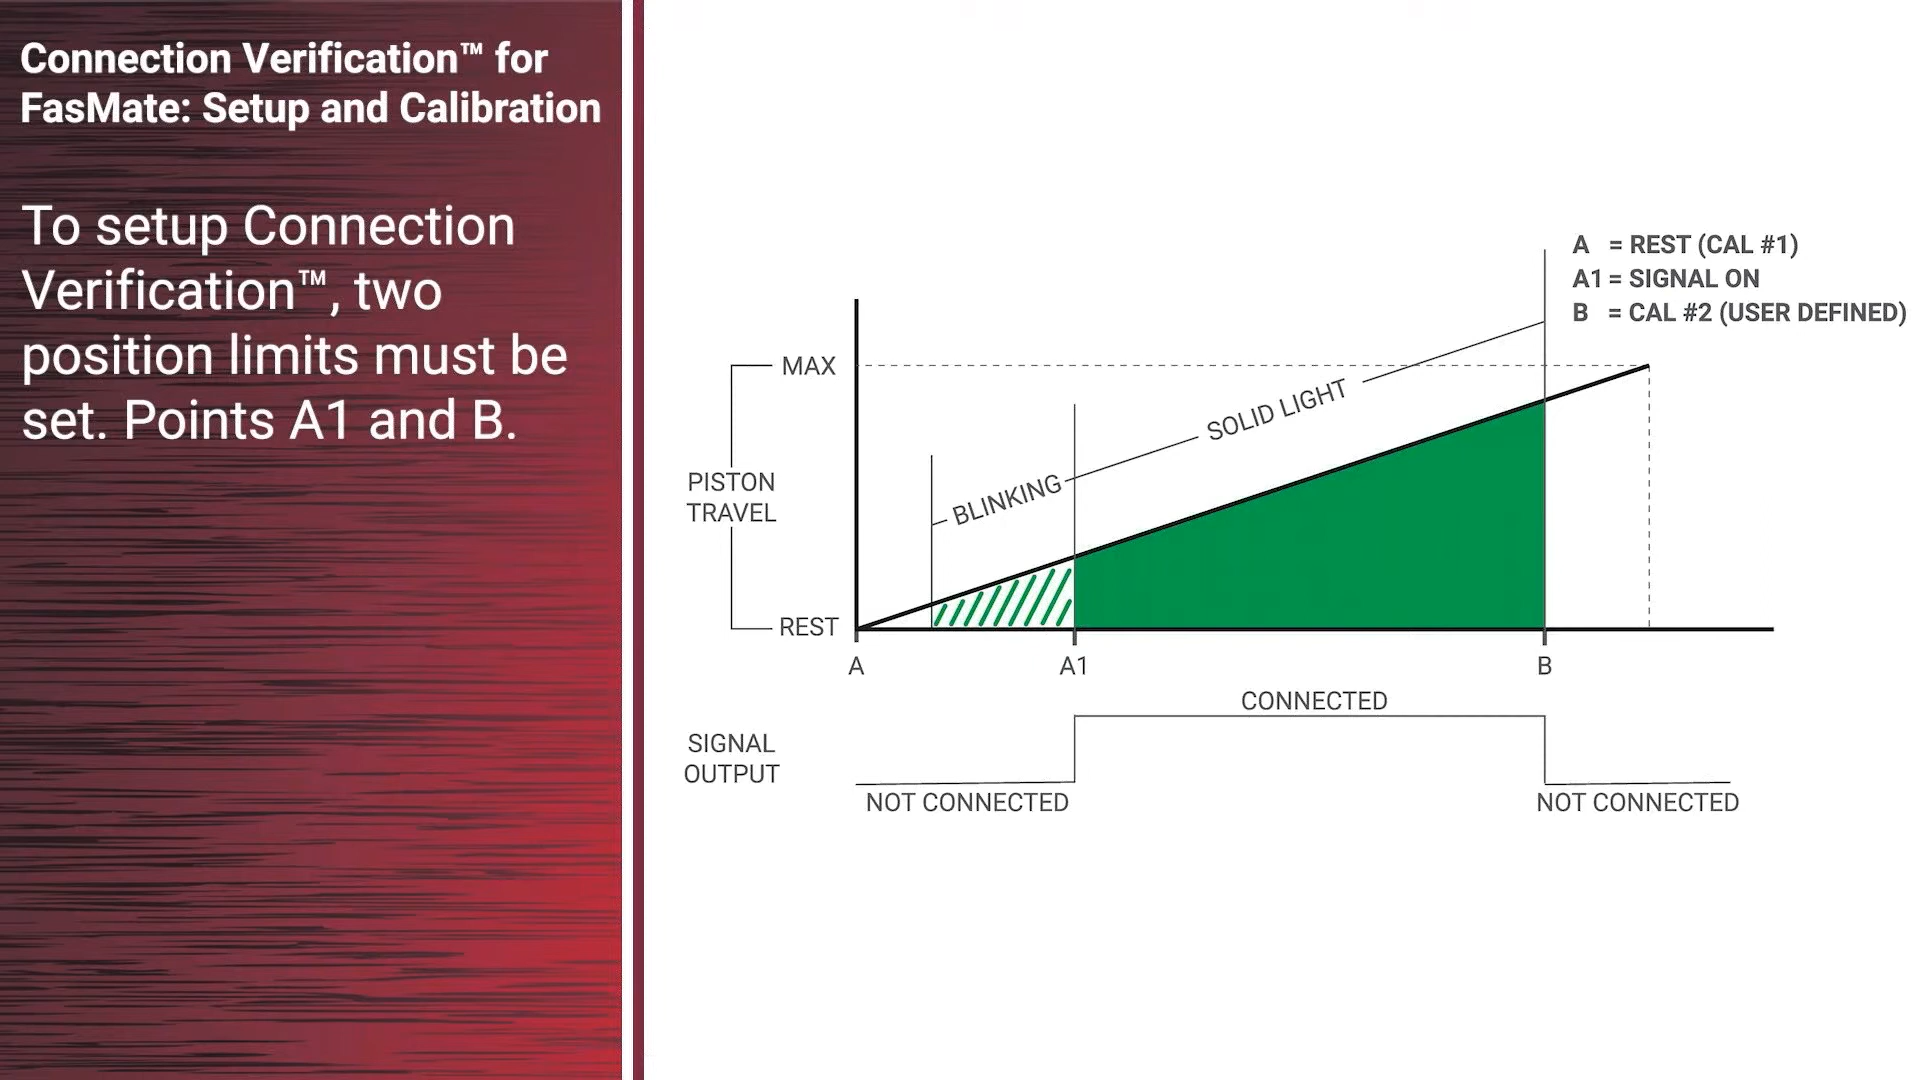 Connection Verification™ for
FasMate: Setup and Calibration
To setup Connection
Verification™, two
position limits must be
set. Points A1 and B.
A = REST (CAL #1)
A1 = SIGNAL ON
B = CAL #2 (USER DEFINED)
MAX
SOLID LIGHT
BLINKING
PISTON
TRAVEL
REST
A
A1
B
CONNECTED
SIGNAL
OUTPUT
NOT CONNECTED
NOT CONNECTED